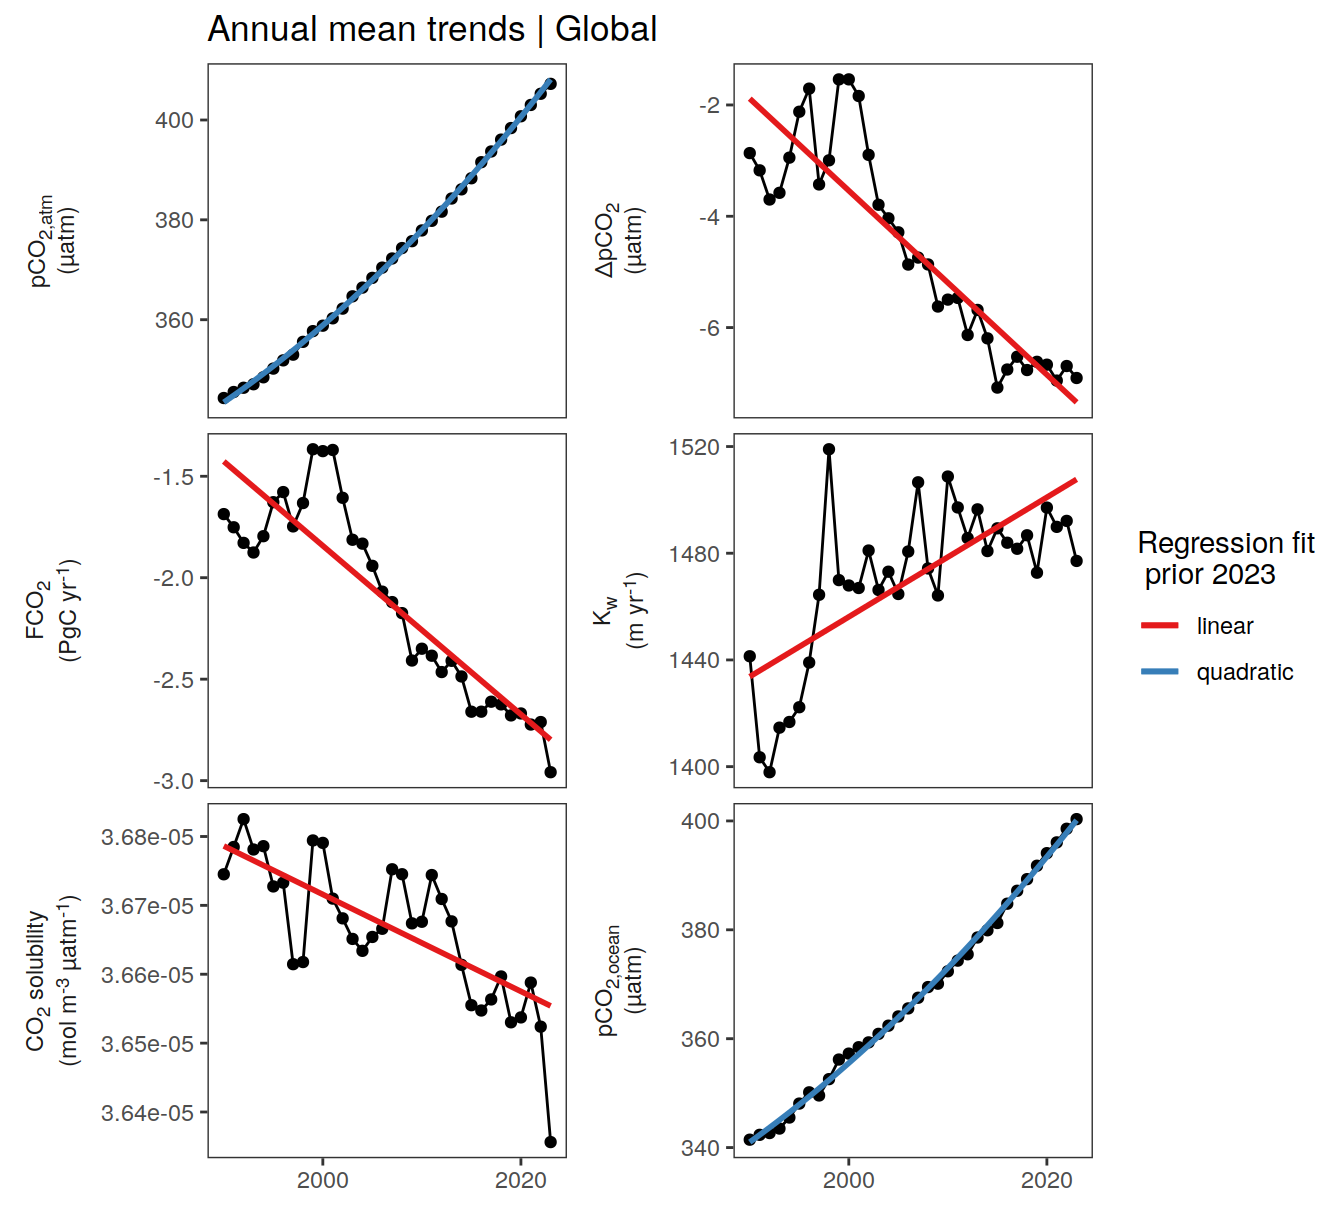 Annual mean trends | Global
pCO₂,atm
(µatm)
400
380
360
ΔpCO₂
(µatm)
-2
-4
-6
FCO₂
(PgC yr⁻¹)
-1.5
-2.0
-2.5
-3.0
Kw
(m yr⁻¹)
1520
1480
1440
1400
CO₂ solubility
(mol m⁻³ µatm⁻¹)
3.68e-05
3.67e-05
3.66e-05
3.65e-05
3.64e-05
2000 2020
pCO₂,ocean
(µatm)
400
380
360
340
2000 2020
Regression fit
prior 2023
linear
quadratic